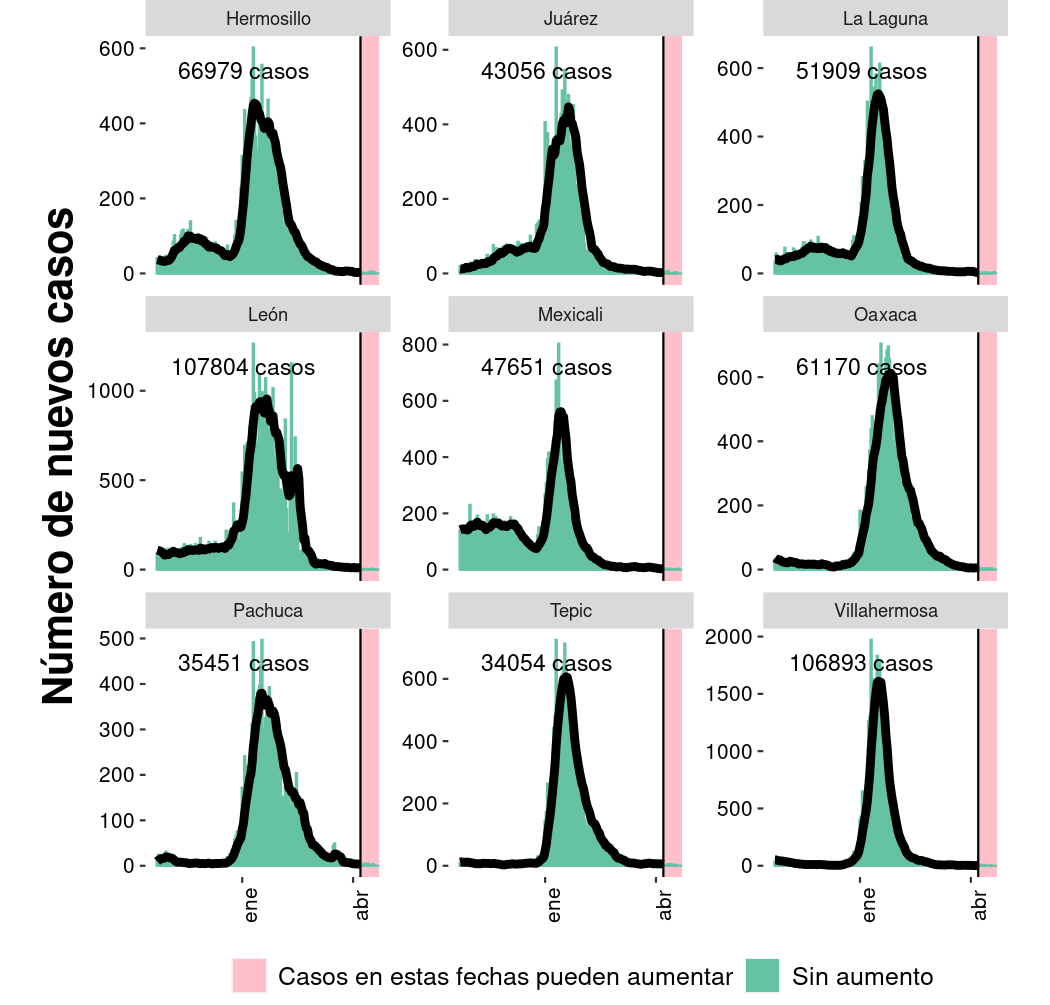 Número de nuevos casos
Hermosillo
Juárez
La Laguna
600
400
200
0
66979 casos
600
400
200
0
43056 casos
600
400
200
0
51909 casos
León
Mexicali
Oaxaca
1000
500
0
107804 casos
800
600
400
200
0
47651 casos
600
400
200
0
61170 casos
Pachuca
Tepic
Villahermosa
500
400
300
200
100
0
35451 casos
600
400
200
0
34054 casos
2000
1500
1000
500
0
106893 casos
ene
abr
ene
abr
ene
abr
Casos en estas fechas pueden aumentar
Sin aumento